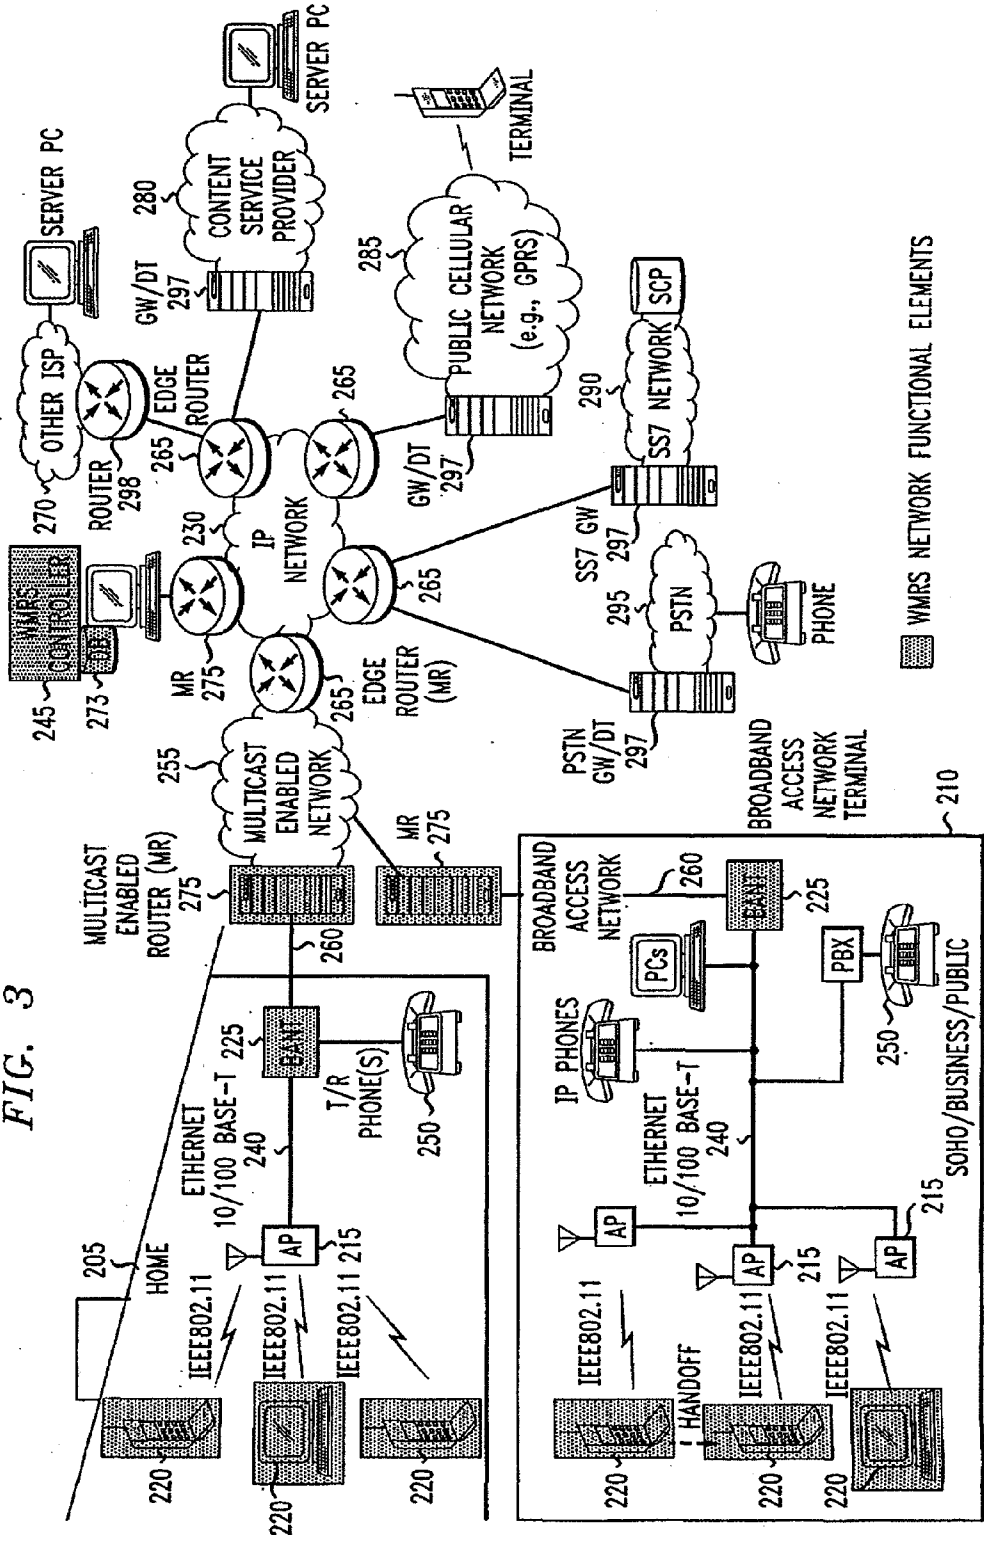 FIG. 3
205
HOME
220
220
220
IEEE802.11
IEEE802.11
IEEE802.11
AP
215
ETHERNET
10/100 BASE-T
240
BANT
225
T/R
PHONE(S)
250
260
MULTICAST
ENABLED
ROUTER (MR)
275
255
MULTICAST
ENABLED
NETWORK
MR
275
245
WMRS
CONTROLLER
DB
273
MR
275
265
EDGE
ROUTER
(MR)
230
IP
NETWORK
270
OTHER ISP
SERVER PC
ROUTER
298
265
EDGE
ROUTER
GW/DT
297
280
CONTENT
SERVICE
PROVIDER
SERVER PC
265
GW/DT
297
285
PUBLIC CELLULAR
NETWORK
(e.g., GPRS)
TERMINAL
265
SS7 GW
297
290
SS7 NETWORK
SCP
PSTN
GW/DT
297
295
PSTN
PHONE
BROADBAND
ACCESS
NETWORK
TERMINAL
210
BROADBAND
ACCESS
NETWORK
260
BANT
225
PCs
IP PHONES
PBX
250
ETHERNET
10/100 BASE-T
240
AP
AP
215
AP
215
IEEE802.11
IEEE802.11
IEEE802.11
HANDOFF
220
220
220
SOHO/BUSINESS/PUBLIC
WMRS NETWORK FUNCTIONAL ELEMENTS